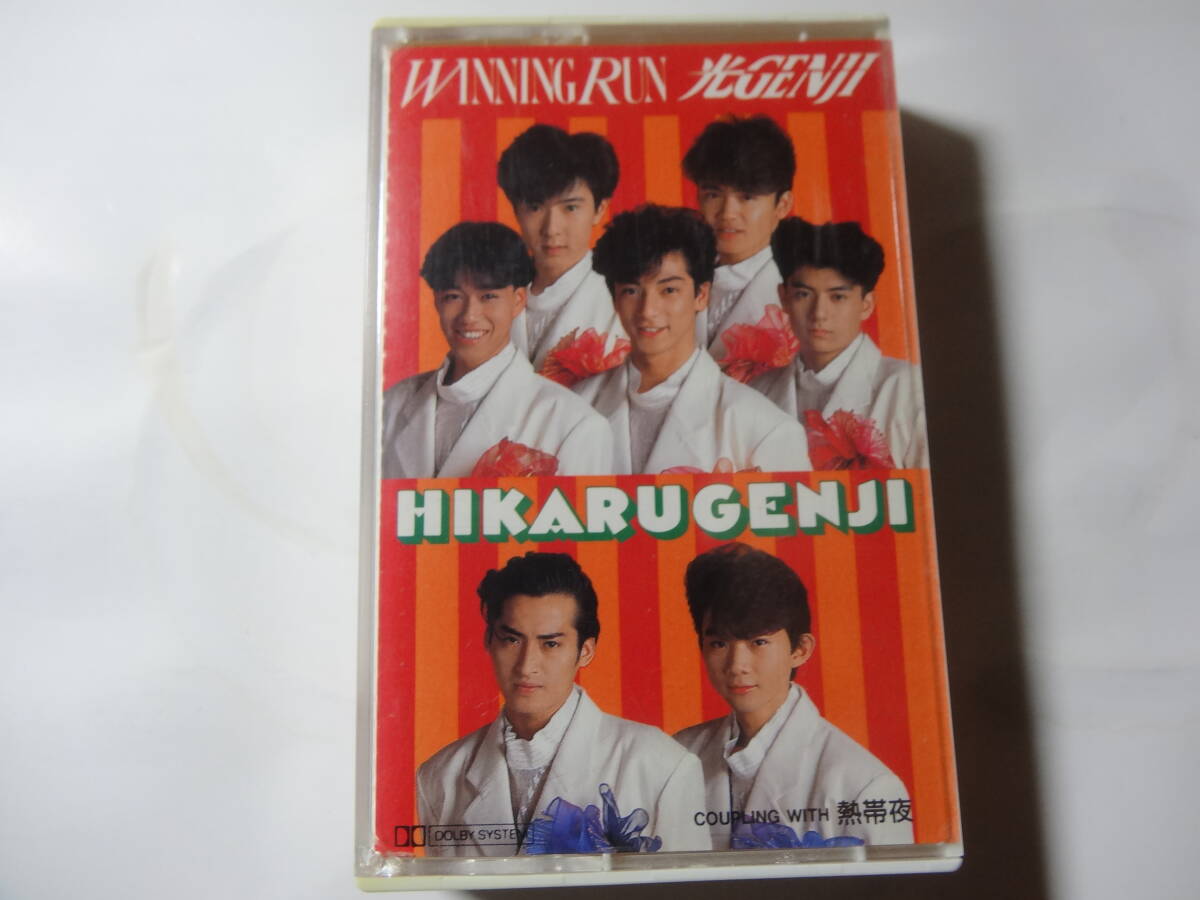 WINNING RUN 光GENJI
HIKARUGENJI
COUPLING WITH 熱帯夜
DOLBY SYSTEM